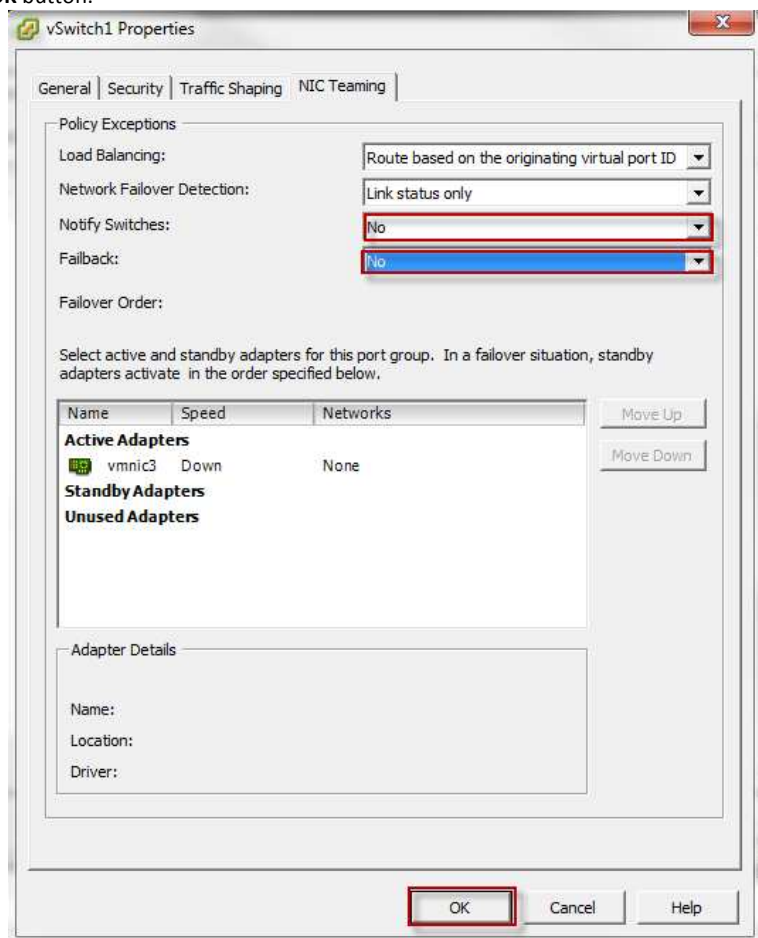 OK button.
vSwitch1 Properties
General Security Traffic Shaping NIC Teaming
Policy Exceptions
Load Balancing: Route based on the originating virtual port ID
Network Failover Detection: Link status only
Notify Switches: No
Failback: No
Failover Order:
Select active and standby adapters for this port group. In a failover situation, standby
adapters activate in the order specified below.
Name Speed Networks Move Up
Active Adapters
vmnic3 Down None Move Down
Standby Adapters
Unused Adapters
Adapter Details
Name:
Location:
Driver:
OK Cancel Help